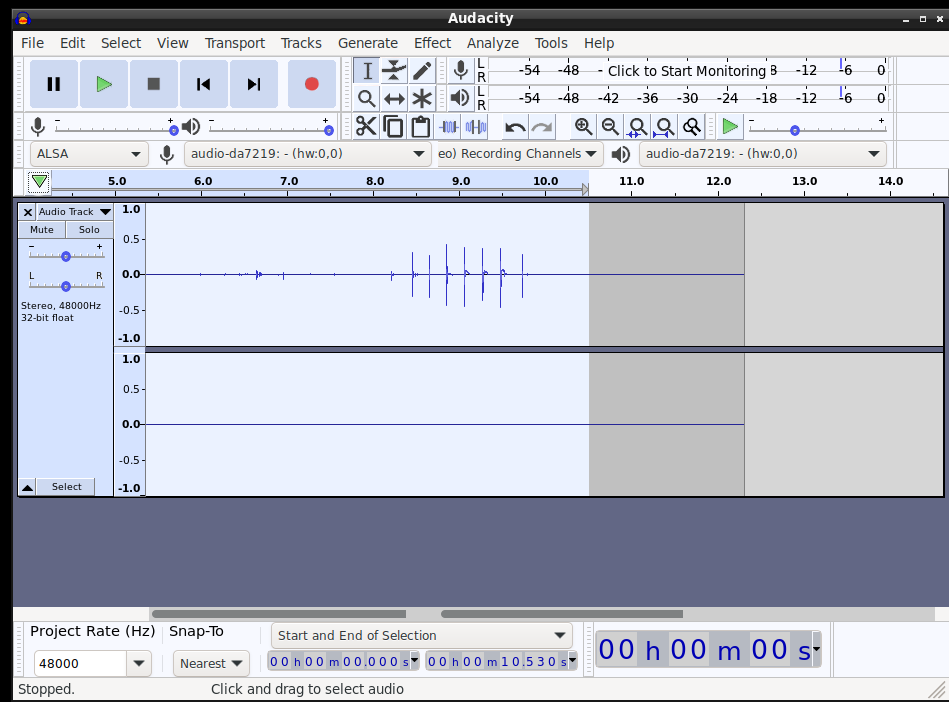 Audacity
File Edit Select View Transport Tracks Generate Effect Analyze Tools Help
L
R
-54 -48 - Click to Start Monitoring -12 -6 0
L
R
-54 -48 -42 -36 -30 -24 -18 -12 -6 0
- + - +
- +
ALSA audio-da7219: - (hw:0,0) eo) Recording Channels audio-da7219: - (hw:0,0)
5.0 6.0 7.0 8.0 9.0 10.0 11.0 12.0 13.0 14.0
Audio Track
Mute Solo
- +
L R
Stereo, 48000Hz
32-bit float
Select
1.0
0.5
0.0
-0.5
-1.0
1.0
0.5
0.0
-0.5
-1.0
Project Rate (Hz) Snap-To Start and End of Selection
48000 Nearest 00 h 00 m 00.000 s 00 h 00 m 10.530 s
00 h 00 m 00 s
Stopped. Click and drag to select audio